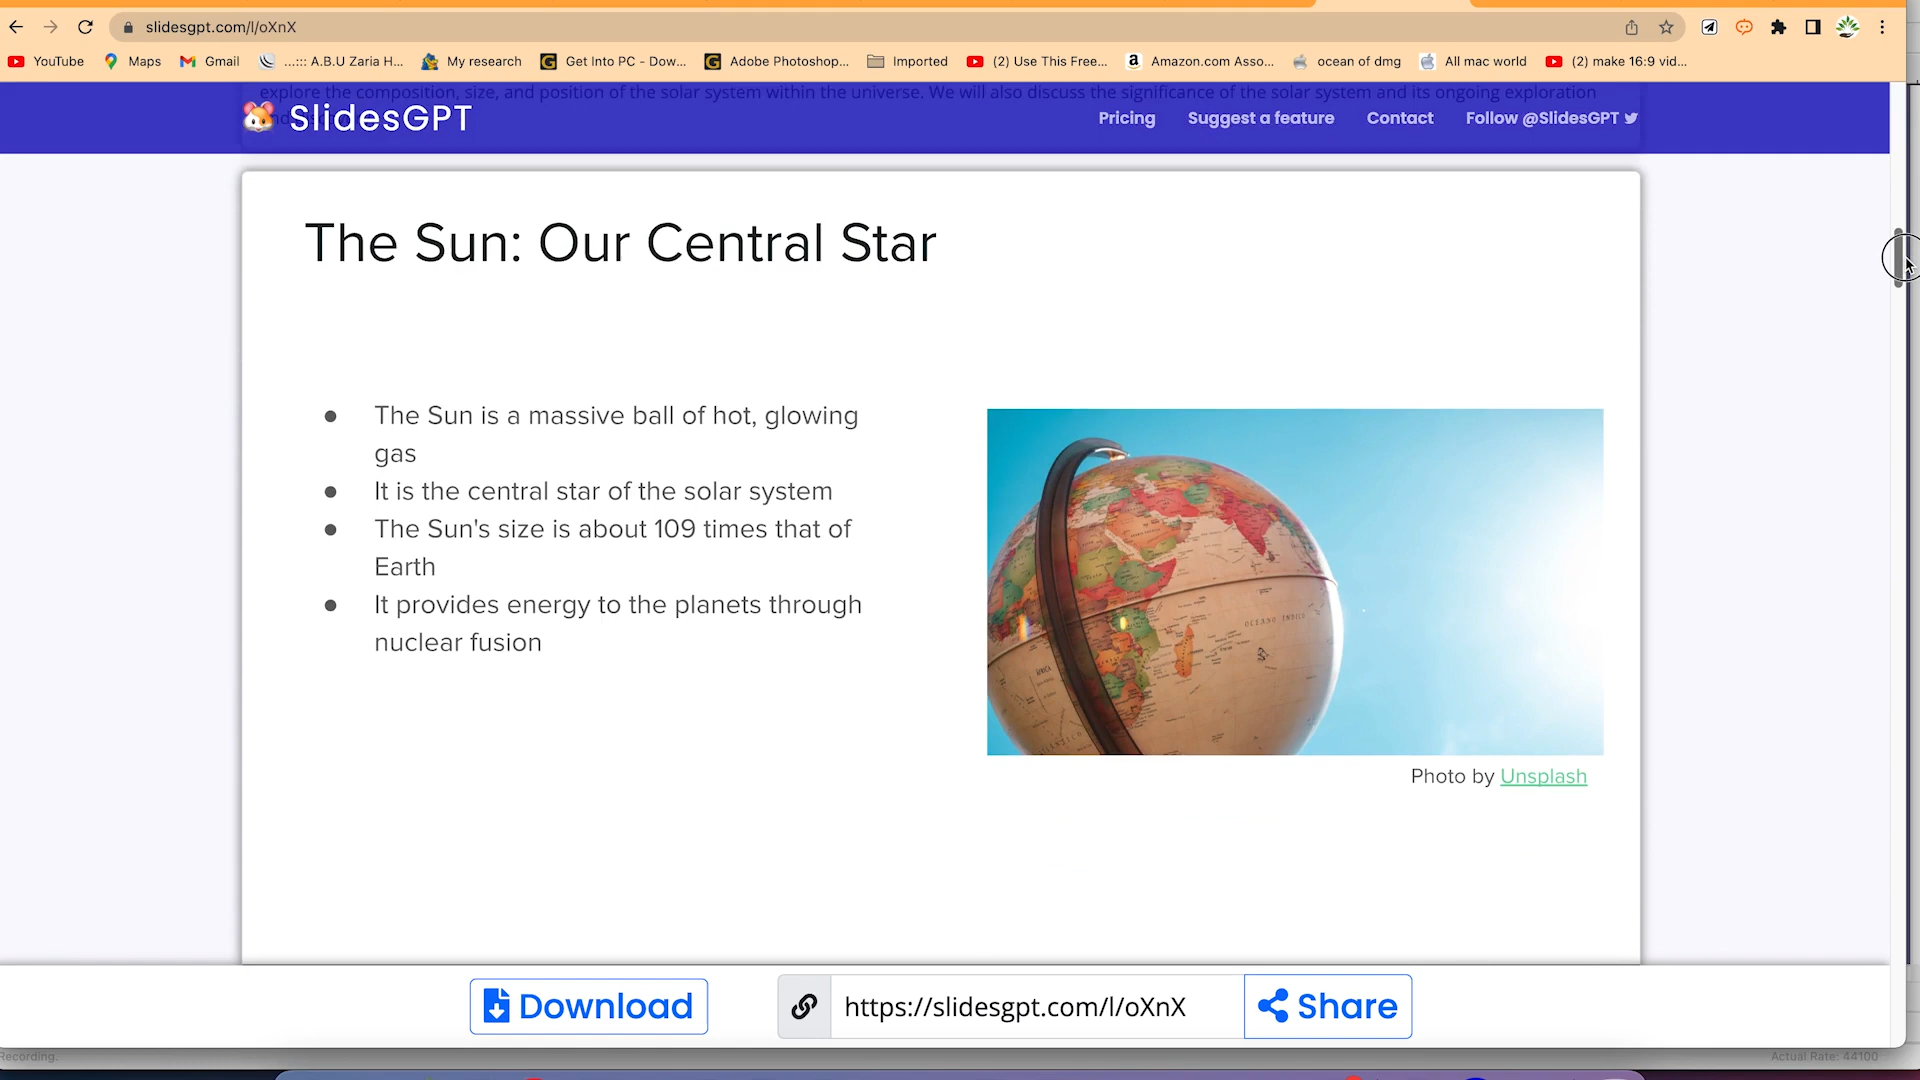 slidesgpt.com/l/oXnX
YouTube Maps Gmail ...::: A.B.U Zaria H... My research Get Into PC - Dow... Adobe Photoshop... Imported (2) Use This Free... Amazon.com Asso... ocean of dmg All mac world (2) make 16:9 vid...
explore the composition, size, and position of the solar system within the universe. We will also discuss the significance of the solar system and its ongoing exploration
SlidesGPT Pricing Suggest a feature Contact Follow @SlidesGPT
The Sun: Our Central Star
● The Sun is a massive ball of hot, glowing
gas
● It is the central star of the solar system
● The Sun's size is about 109 times that of
Earth
● It provides energy to the planets through
nuclear fusion
OCEANO INDICO
AFRICA
Photo by Unsplash
Download https://slidesgpt.com/l/oXnX Share
Recording. Actual Rate: 44100